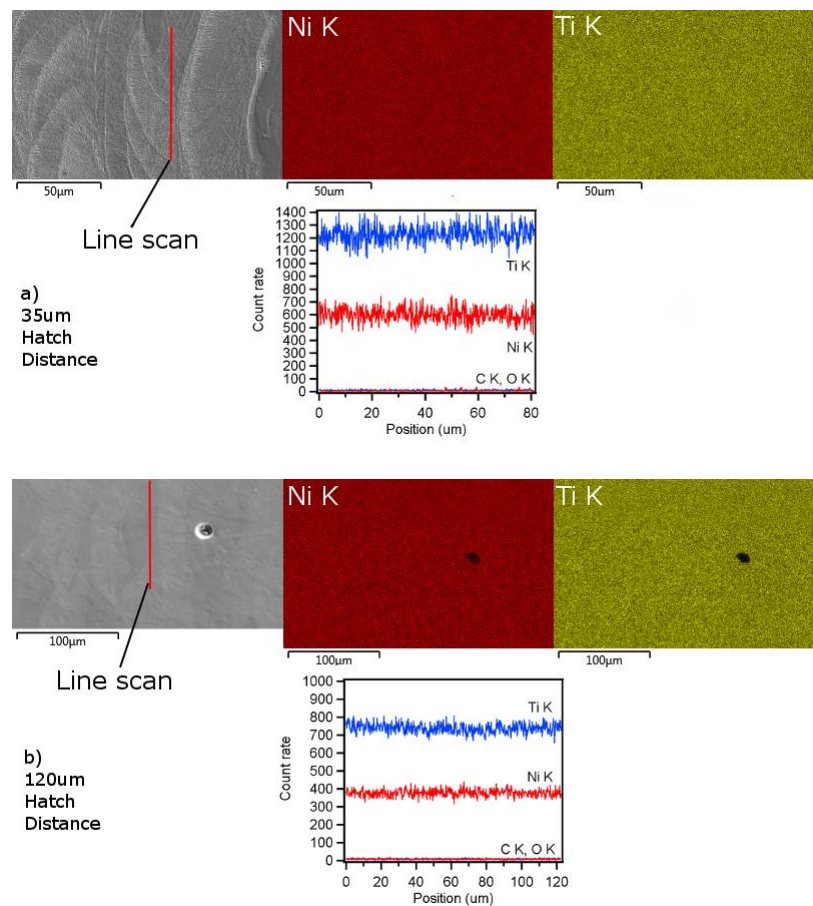 Ni K
Ti K
50μm
50μm
50μm
Line scan
a)
35um
Hatch
Distance
1400
1300
1200
1100
1000
900
800
700
600
500
400
300
200
100
0
Count rate
Ti K
Ni K
C K, O K
0 20 40 60 80
Position (um)
Ni K
Ti K
100μm
100μm
100μm
Line scan
b)
120um
Hatch
Distance
1000
900
800
700
600
500
400
300
200
100
0
Count rate
Ti K
Ni K
C K, O K
0 20 40 60 80 100 120
Position (um)